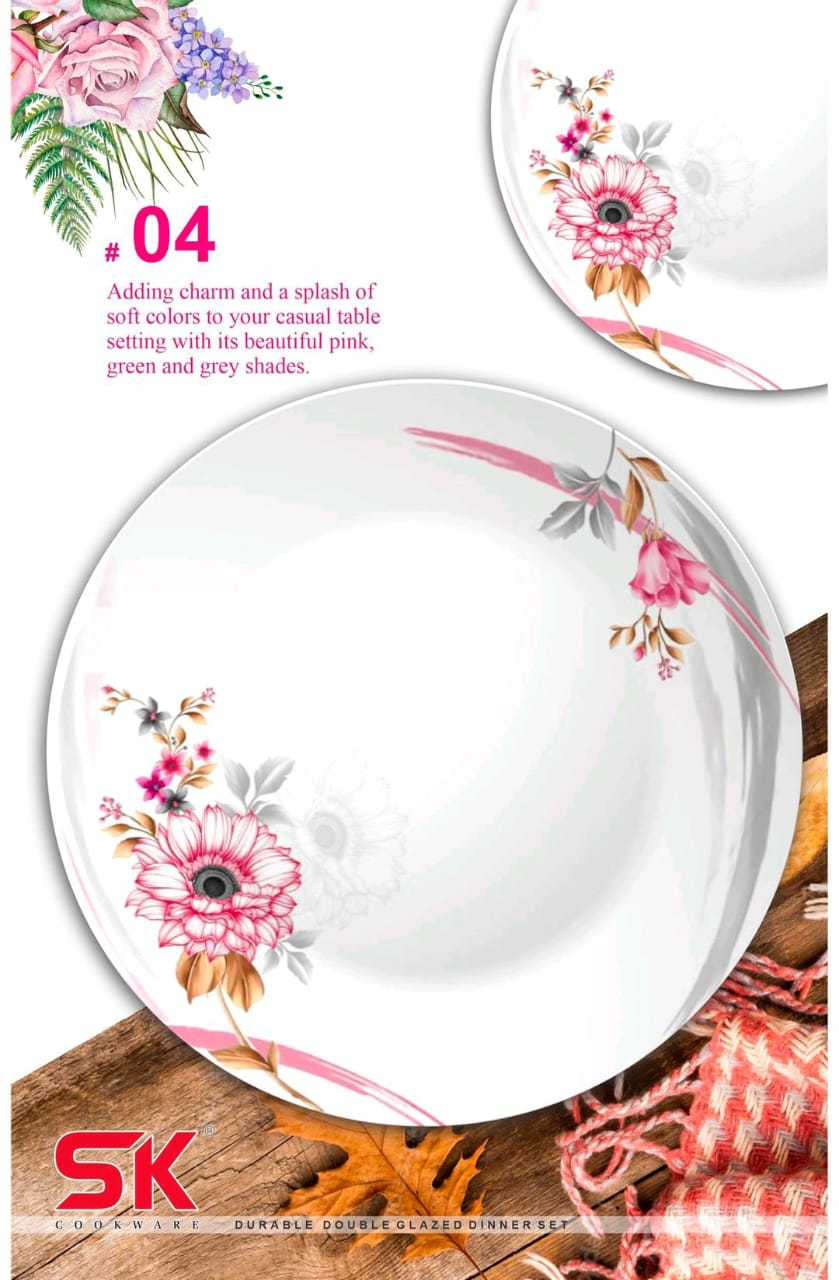 # 04
Adding charm and a splash of
soft colors to your casual table
setting with its beautiful pink,
green and grey shades.
SK®
COOKWARE
DURABLE DOUBLE GLAZED DINNER SET